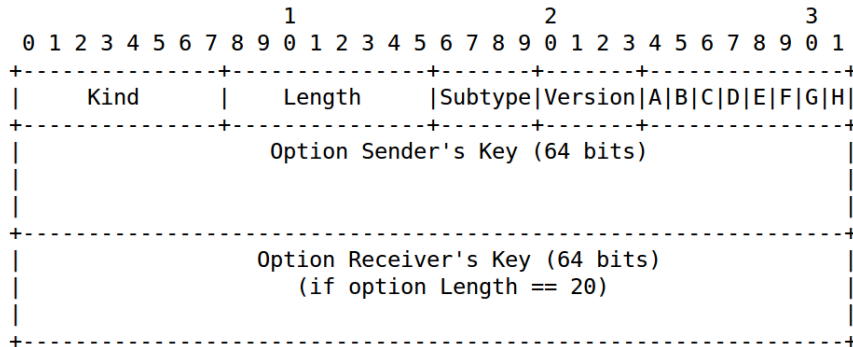 1                   2                   3
 0 1 2 3 4 5 6 7 8 9 0 1 2 3 4 5 6 7 8 9 0 1 2 3 4 5 6 7 8 9 0 1
+---------------+---------------+-------+-------+---------------+
|     Kind      |    Length     |Subtype|Version|A|B|C|D|E|F|G|H|
+---------------+---------------+-------+-------+---------------+
|                   Option Sender's Key (64 bits)               |
|                                                               |
|                                                               |
+---------------------------------------------------------------+
|                  Option Receiver's Key (64 bits)              |
|                     (if option Length == 20)                  |
|                                                               |
+---------------------------------------------------------------+